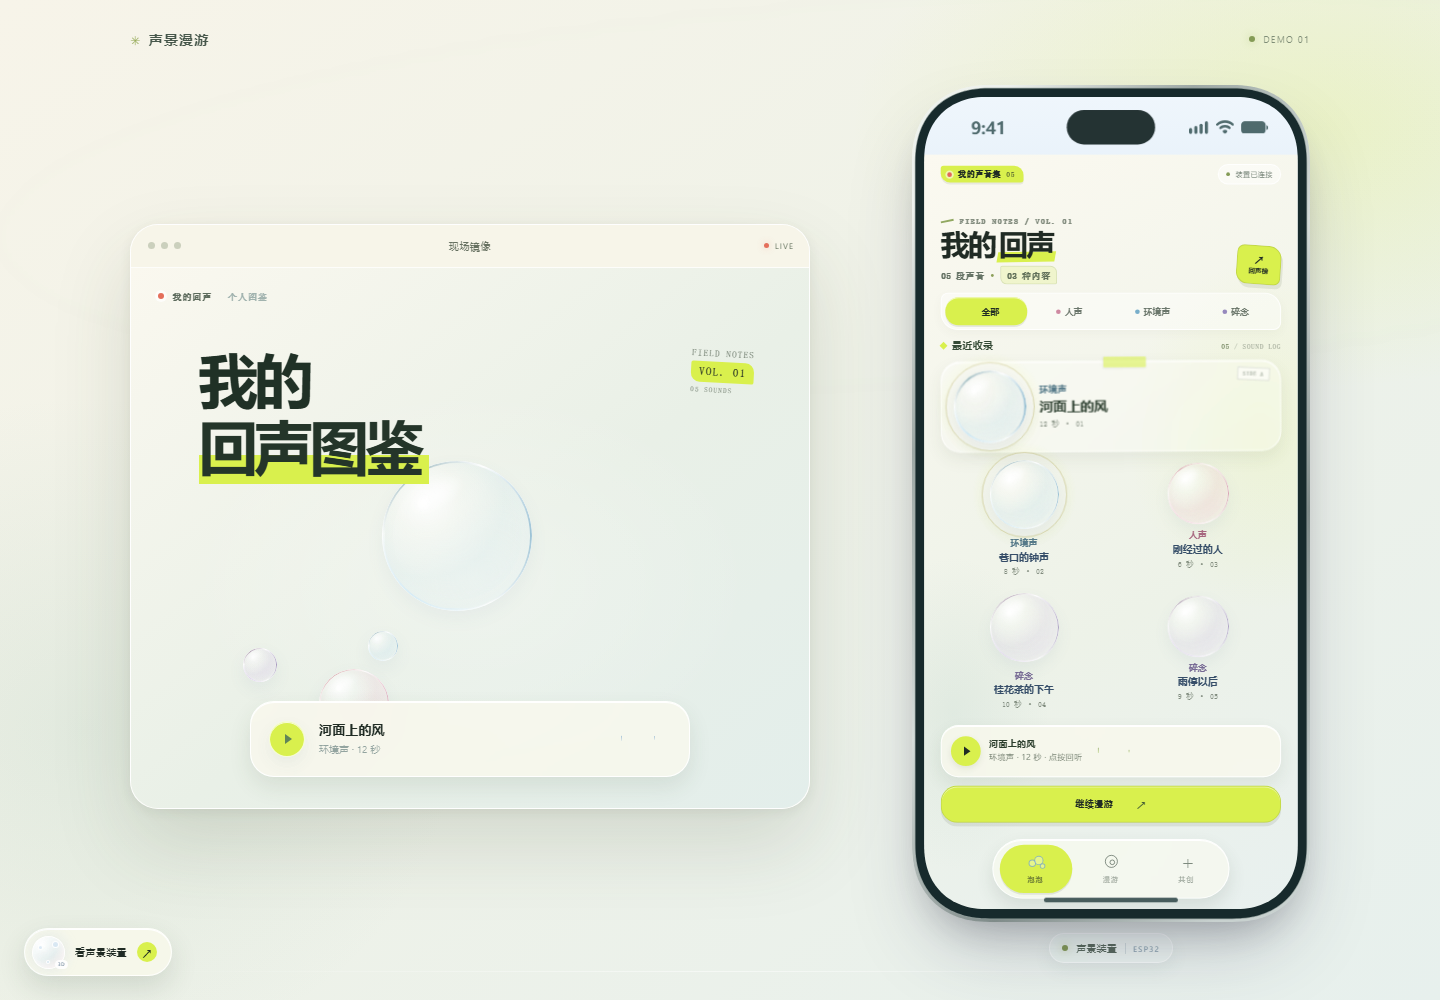 声景漫游
DEMO 01
现场镜像
LIVE
我的回声 个人图鉴
我的
回声图鉴
FIELD NOTES
VOL. 01
05 SOUNDS
河面上的风
环境声 · 12 秒
看声景装置
3D
9:41
我的声音集 05
装置已连接
FIELD NOTES / VOL. 01
我的回声
05 段声音 • 03 种内容
回声榜
全部 人声 环境声 碎念
最近收录
05 / SOUND LOG
环境声
河面上的风
12 秒 • 01
环境声
巷口的钟声
8 秒 • 02
人声
刚经过的人
6 秒 • 03
碎念
桂花茶的下午
10 秒 • 04
碎念
雨停以后
9 秒 • 05
河面上的风
环境声 · 12 秒 · 点按回听
继续漫游
泡泡 漫游 共创
声景装置 | ESP32